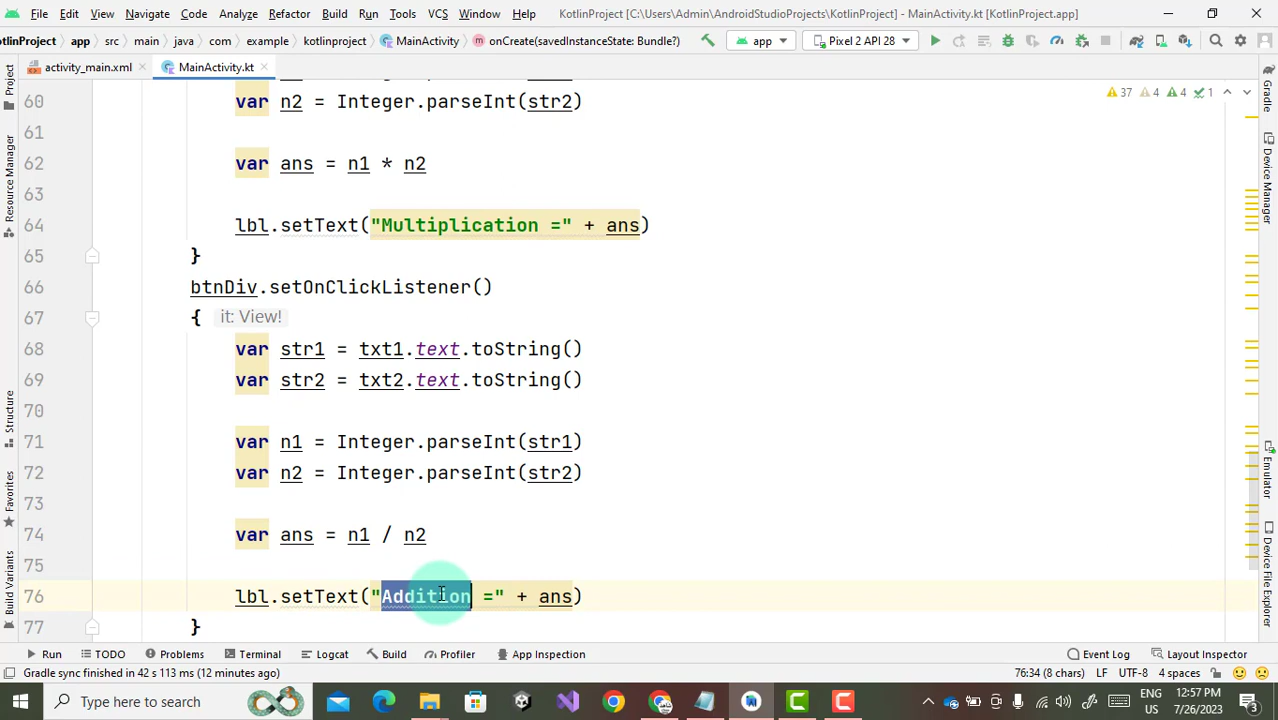 File Edit View Navigate Code Analyze Refactor Build Run Tools VCS Window Help KotlinProject [C:\Users\Admin\AndroidStudioProjects\KotlinProject] - MainActivity.kt [KotlinProject.app]
otlinProject app src main java com example kotlinproject MainActivity onCreate(savedInstanceState: Bundle?) app Pixel 2 API 28
activity_main.xml MainActivity.kt
37 4 4 1
60 var n2 = Integer.parseInt(str2)
61
62 var ans = n1 * n2
63
64 lbl.setText("Multiplication =" + ans)
65 }
66 btnDiv.setOnClickListener()
67 { it: View!
68 var str1 = txt1.text.toString()
69 var str2 = txt2.text.toString()
70
71 var n1 = Integer.parseInt(str1)
72 var n2 = Integer.parseInt(str2)
73
74 var ans = n1 / n2
75
76 lbl.setText("Addition =" + ans)
77 }
Project
Resource Manager
Structure
Favorites
Build Variants
Gradle
Device Manager
Emulator
Device File Explorer
Run TODO Problems Terminal Logcat Build Profiler App Inspection Event Log Layout Inspector
Gradle sync finished in 42 s 113 ms (12 minutes ago) 76:34 (8 chars) LF UTF-8 4 spaces
Type here to search ENG US 12:57 PM 7/26/2023 3